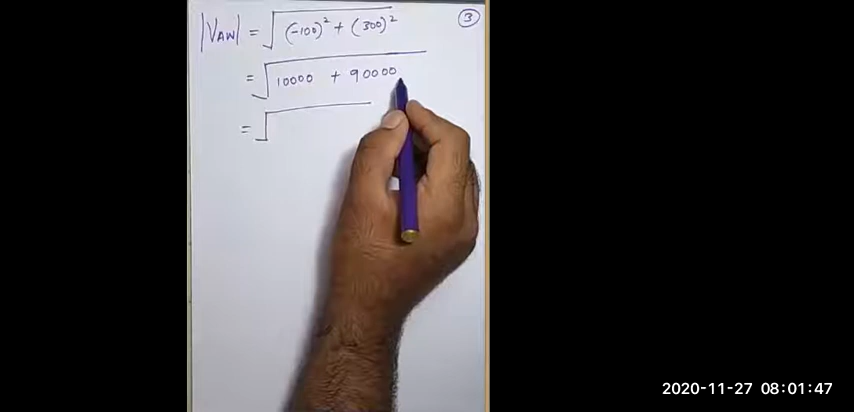 |VAW| = √(-100)² + (300)²
3
= √10000 + 90000
= √
2020-11-27 08:01:47